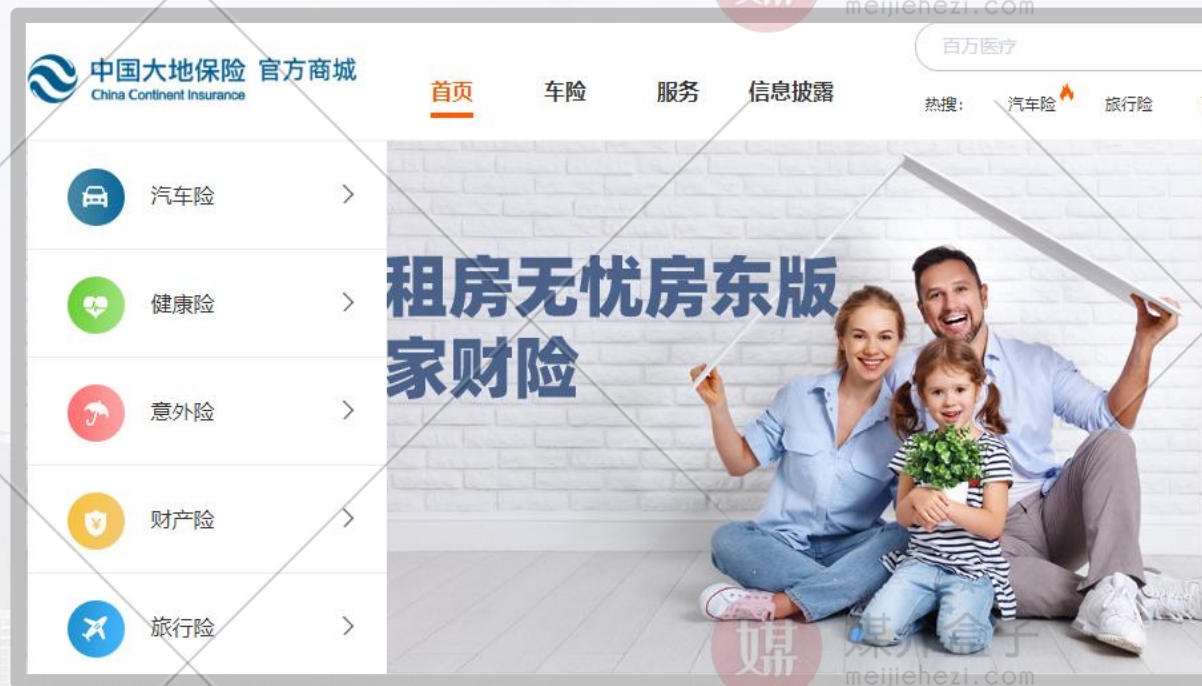 meijiehezi.com
中国大地保险 官方商城
China Continent Insurance
首页 车险 服务 信息披露
百万医疗
热搜: 汽车险 旅行险
汽车险
健康险
意外险
财产险
旅行险
租房无忧房东版
家财险
媒介盒子
meijiehezi.com